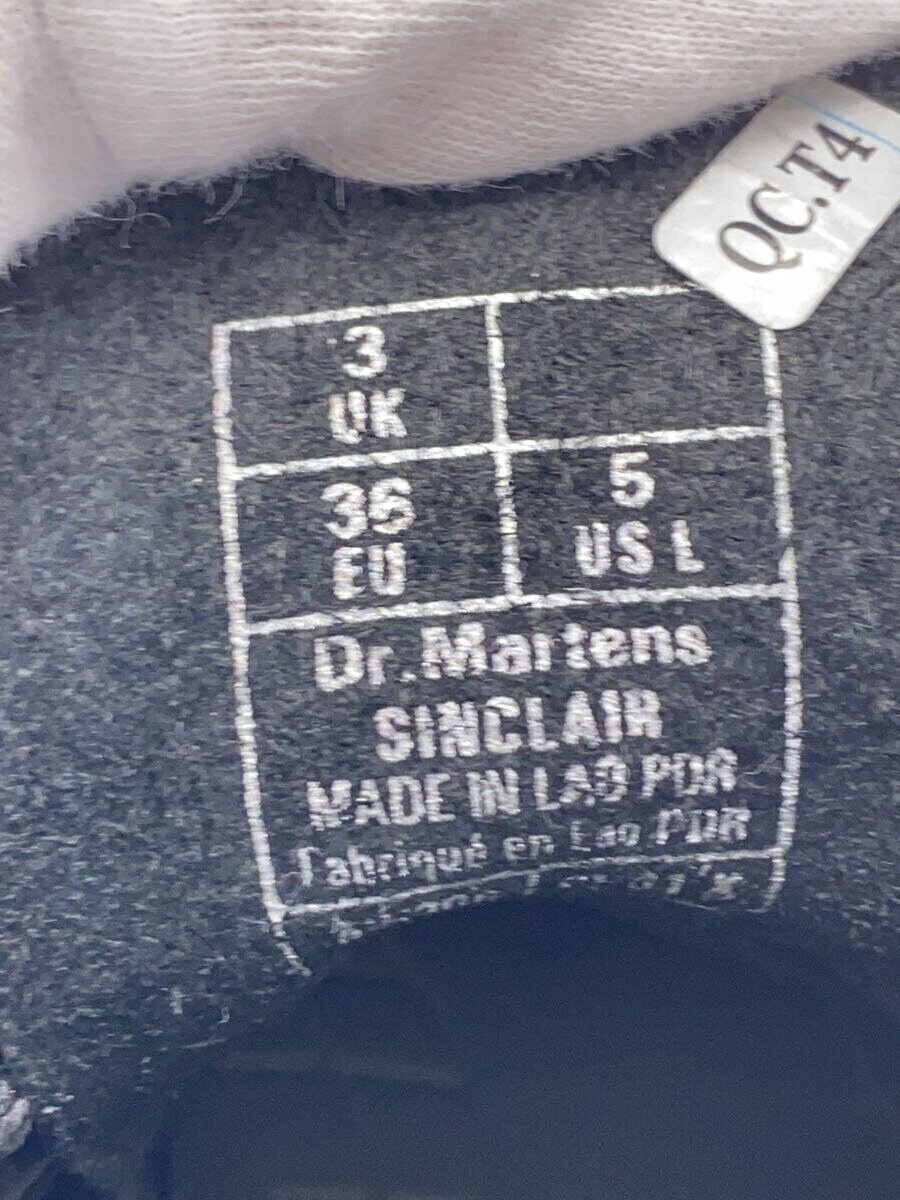 QC.T4
3
UK
36
EU
5
US L
Dr.Martens
SINCLAIR
MADE IN LAO PDR
Fabriqué en Lao PDR